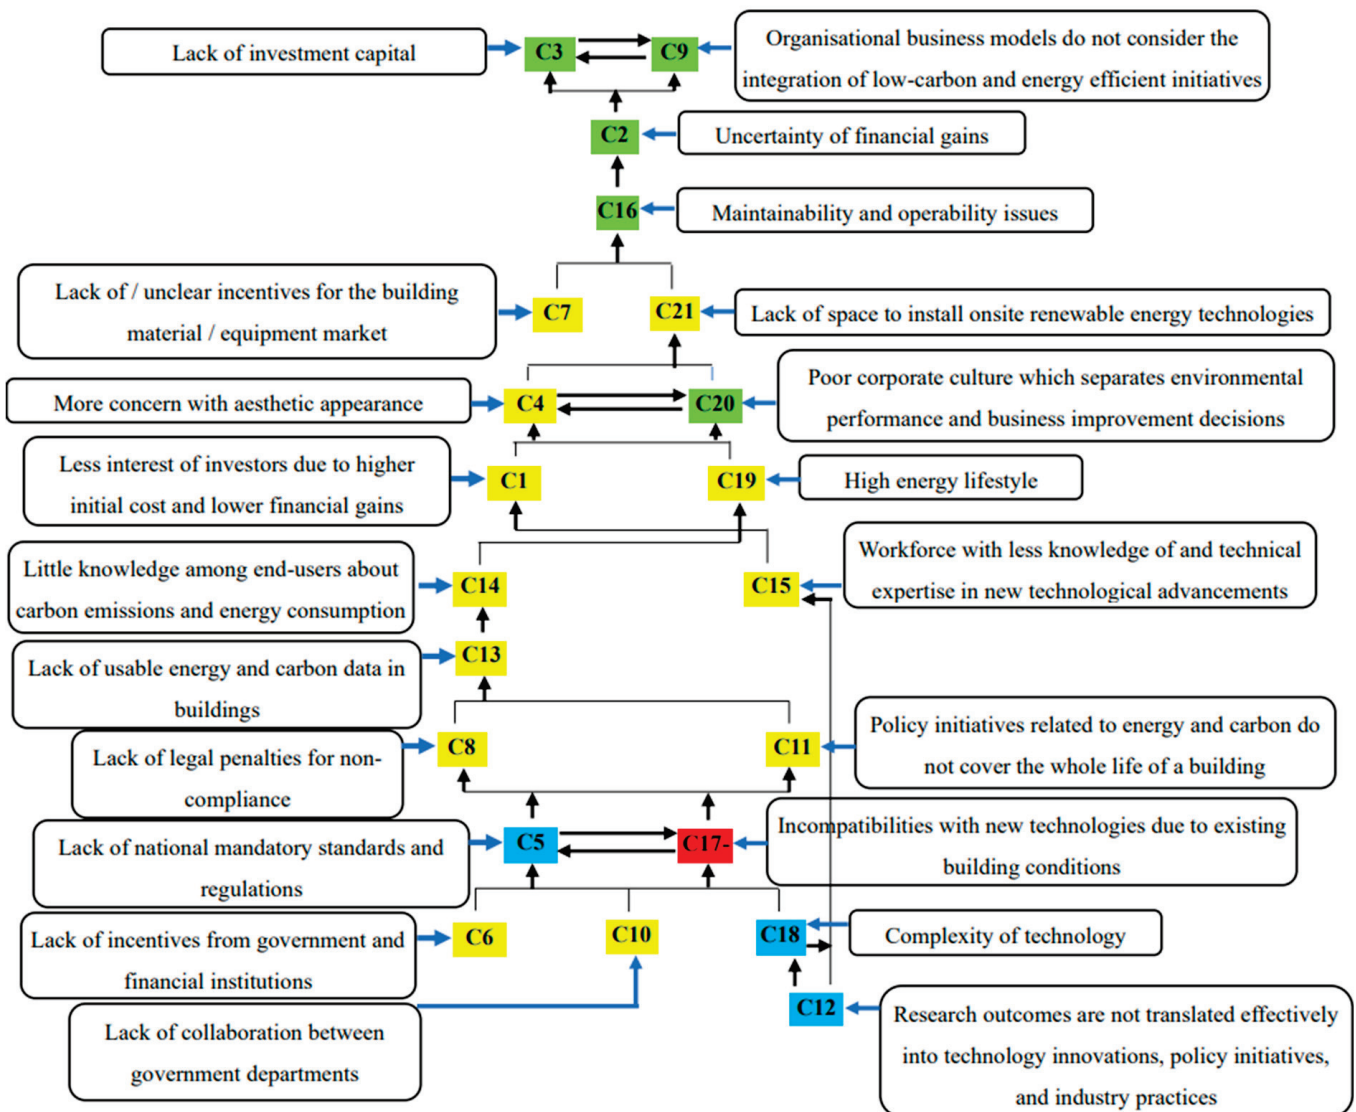 Lack of investment capital
C3
C9
Organisational business models do not consider the
integration of low-carbon and energy efficient initiatives
C2
Uncertainty of financial gains
C16
Maintainability and operability issues
Lack of / unclear incentives for the building
material / equipment market
C7
C21
Lack of space to install onsite renewable energy technologies
More concern with aesthetic appearance
C4
C20
Poor corporate culture which separates environmental
performance and business improvement decisions
Less interest of investors due to higher
initial cost and lower financial gains
C1
C19
High energy lifestyle
Little knowledge among end-users about
carbon emissions and energy consumption
C14
C15
Workforce with less knowledge of and technical
expertise in new technological advancements
Lack of usable energy and carbon data in
buildings
C13
Lack of legal penalties for non-
compliance
C8
C11
Policy initiatives related to energy and carbon do
not cover the whole life of a building
Lack of national mandatory standards and
regulations
C5
C17-
Incompatibilities with new technologies due to existing
building conditions
Lack of incentives from government and
financial institutions
C6
C10
C18
Complexity of technology
Lack of collaboration between
government departments
C12
Research outcomes are not translated effectively
into technology innovations, policy initiatives,
and industry practices